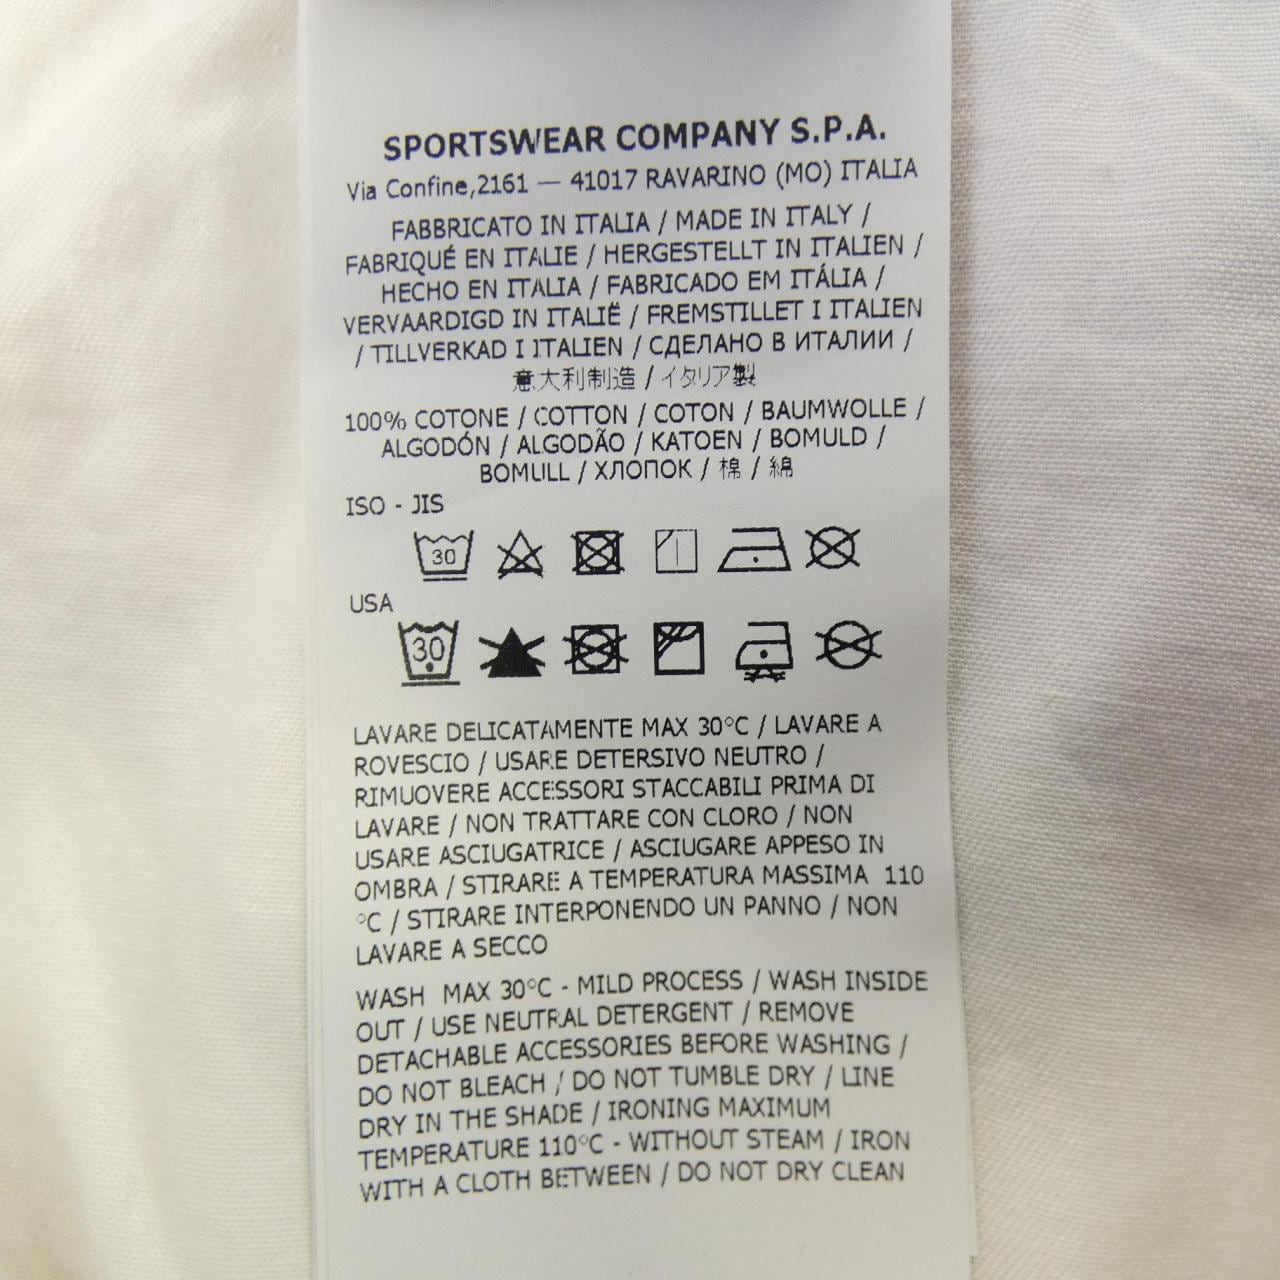 SPORTSWEAR COMPANY S.P.A.
Via Confine,2161 — 41017 RAVARINO (MO) ITALIA
FABBRICATO IN ITALIA / MADE IN ITALY /
FABRIQUÉ EN ITALIE / HERGESTELLT IN ITALIEN /
HECHO EN ITALIA / FABRICADO EM ITÁLIA /
VERVAARDIGD IN ITALIË / FREMSTILLET I ITALIEN
/ TILLVERKAD I ITALIEN / СДЕЛАНО В ИТАЛИИ /
意大利制造 / イタリア製
100% COTONE / COTTON / COTON / BAUMWOLLE /
ALGODÓN / ALGODÃO / KATOEN / BOMULD /
BOMULL / ХЛОПОК / 棉 / 綿
ISO - JIS
30
USA
30
LAVARE DELICATAMENTE MAX 30°C / LAVARE A
ROVESCIO / USARE DETERSIVO NEUTRO /
RIMUOVERE ACCESSORI STACCABILI PRIMA DI
LAVARE / NON TRATTARE CON CLORO / NON
USARE ASCIUGATRICE / ASCIUGARE APPESO IN
OMBRA / STIRARE A TEMPERATURA MASSIMA 110
°C / STIRARE INTERPONENDO UN PANNO / NON
LAVARE A SECCO
WASH MAX 30°C - MILD PROCESS / WASH INSIDE
OUT / USE NEUTRAL DETERGENT / REMOVE
DETACHABLE ACCESSORIES BEFORE WASHING /
DO NOT BLEACH / DO NOT TUMBLE DRY / LINE
DRY IN THE SHADE / IRONING MAXIMUM
TEMPERATURE 110°C - WITHOUT STEAM / IRON
WITH A CLOTH BETWEEN / DO NOT DRY CLEAN